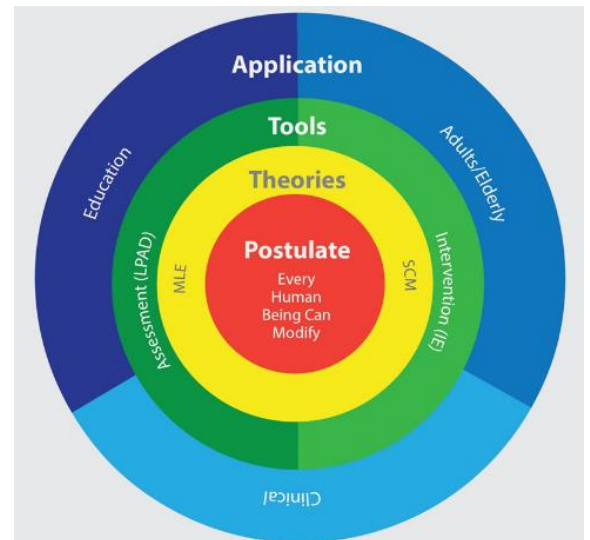 Application
Education
Adults/Elderly
Clinical
Tools
Assessment (LPAD)
Intervention (IE)
Theories
MLE
SCM
Postulate
Every
Human
Being Can
Modify